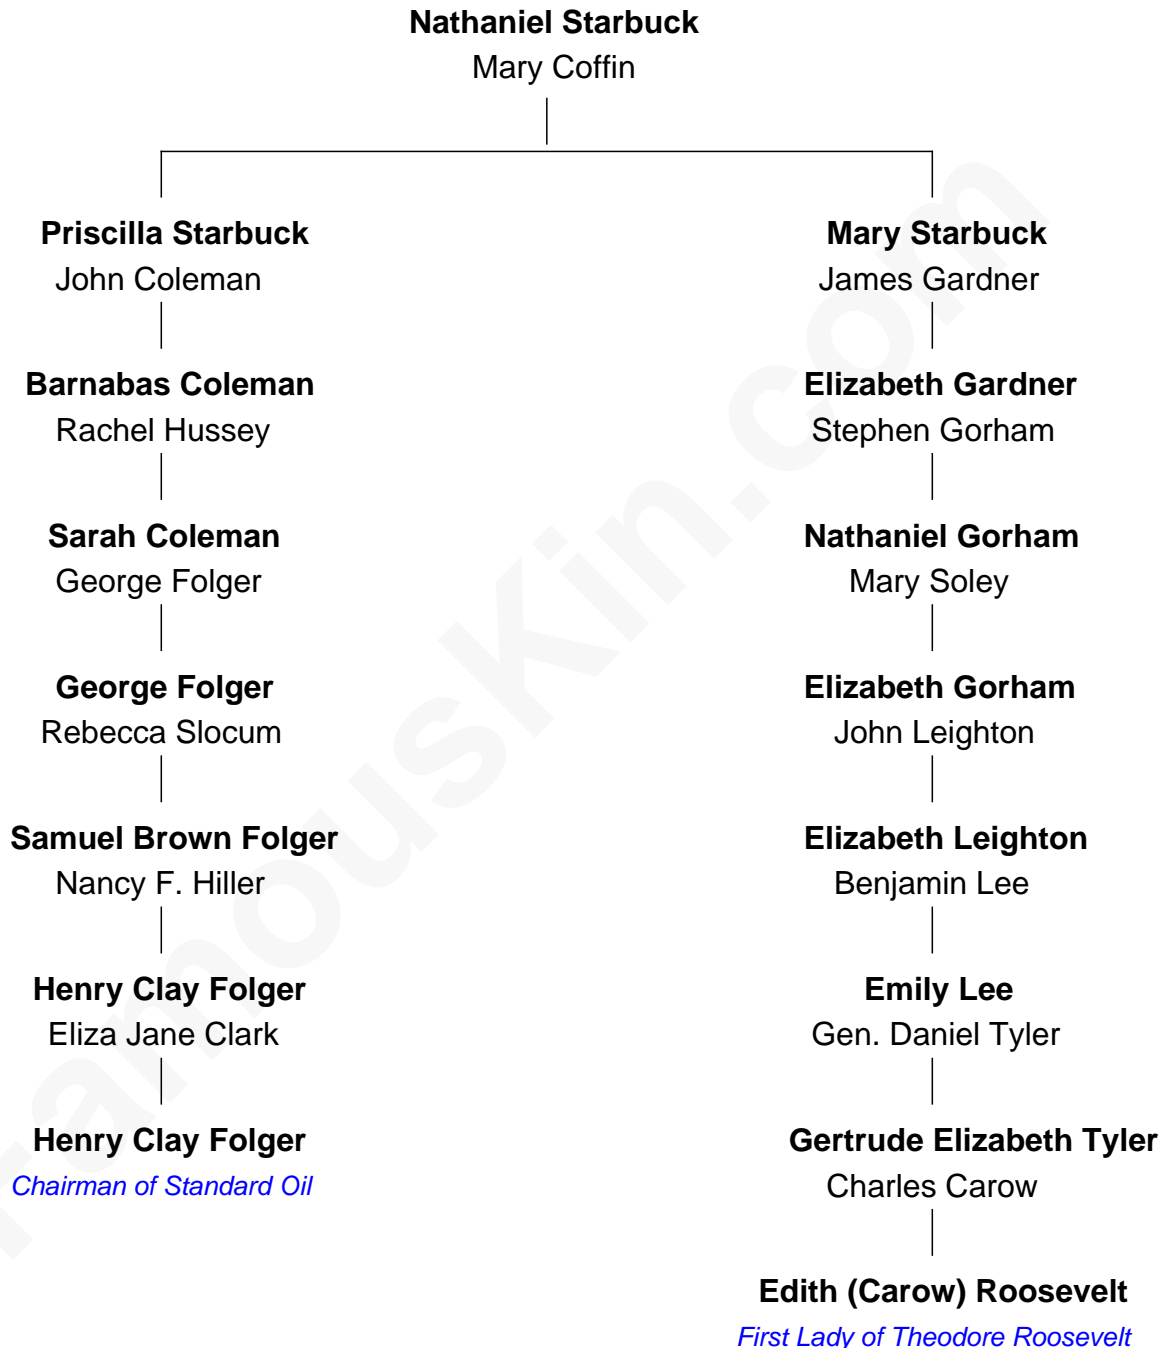 Nathaniel Starbuck
Mary Coffin
Priscilla Starbuck
John Coleman
Mary Starbuck
James Gardner
Barnabas Coleman
Rachel Hussey
Elizabeth Gardner
Stephen Gorham
Sarah Coleman
George Folger
Nathaniel Gorham
Mary Soley
George Folger
Rebecca Slocum
Elizabeth Gorham
John Leighton
Samuel Brown Folger
Nancy F. Hiller
Elizabeth Leighton
Benjamin Lee
Henry Clay Folger
Eliza Jane Clark
Emily Lee
Gen. Daniel Tyler
Henry Clay Folger
Chairman of Standard Oil
Gertrude Elizabeth Tyler
Charles Carow
Edith (Carow) Roosevelt
First Lady of Theodore Roosevelt
FamousKin.com